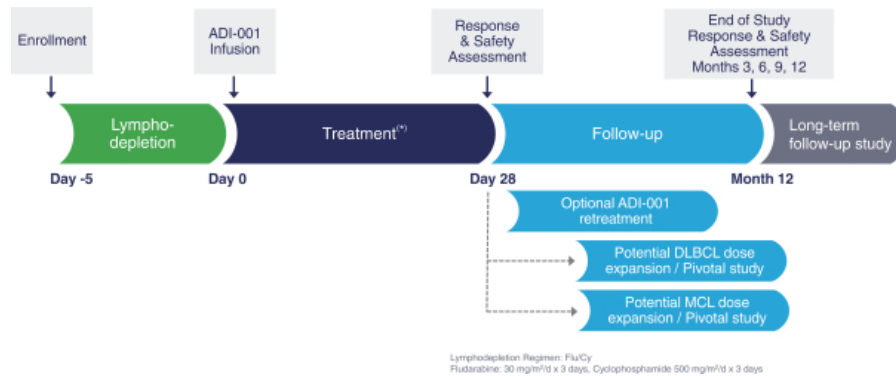 Enrollment
ADI-001
Infusion
Response
& Safety
Assessment
End of Study
Response & Safety
Assessment
Months 3, 6, 9, 12
Lympho-
depletion
Treatment(*)
Follow-up
Long-term
follow-up study
Day -5
Day 0
Day 28
Month 12
Optional ADI-001
retreatment
Potential DLBCL dose
expansion / Pivotal study
Potential MCL dose
expansion / Pivotal study
Lymphodepletion Regimen: Flu/Cy
Fludarabine: 30 mg/m²/d x 3 days, Cyclophosphamide 500 mg/m²/d x 3 days